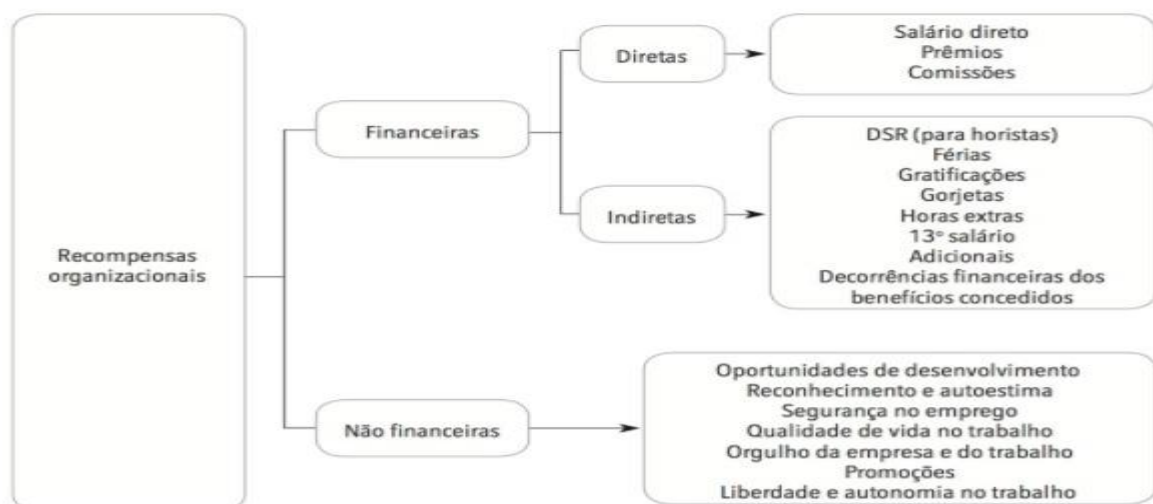 Recompensas
organizacionais
Financeiras
Diretas
Salário direto
Prêmios
Comissões
Indiretas
DSR (para horistas)
Férias
Gratificações
Gorjetas
Horas extras
13º salário
Adicionais
Decorrências financeiras dos
benefícios concedidos
Não financeiras
Oportunidades de desenvolvimento
Reconhecimento e autoestima
Segurança no emprego
Qualidade de vida no trabalho
Orgulho da empresa e do trabalho
Promoções
Liberdade e autonomia no trabalho